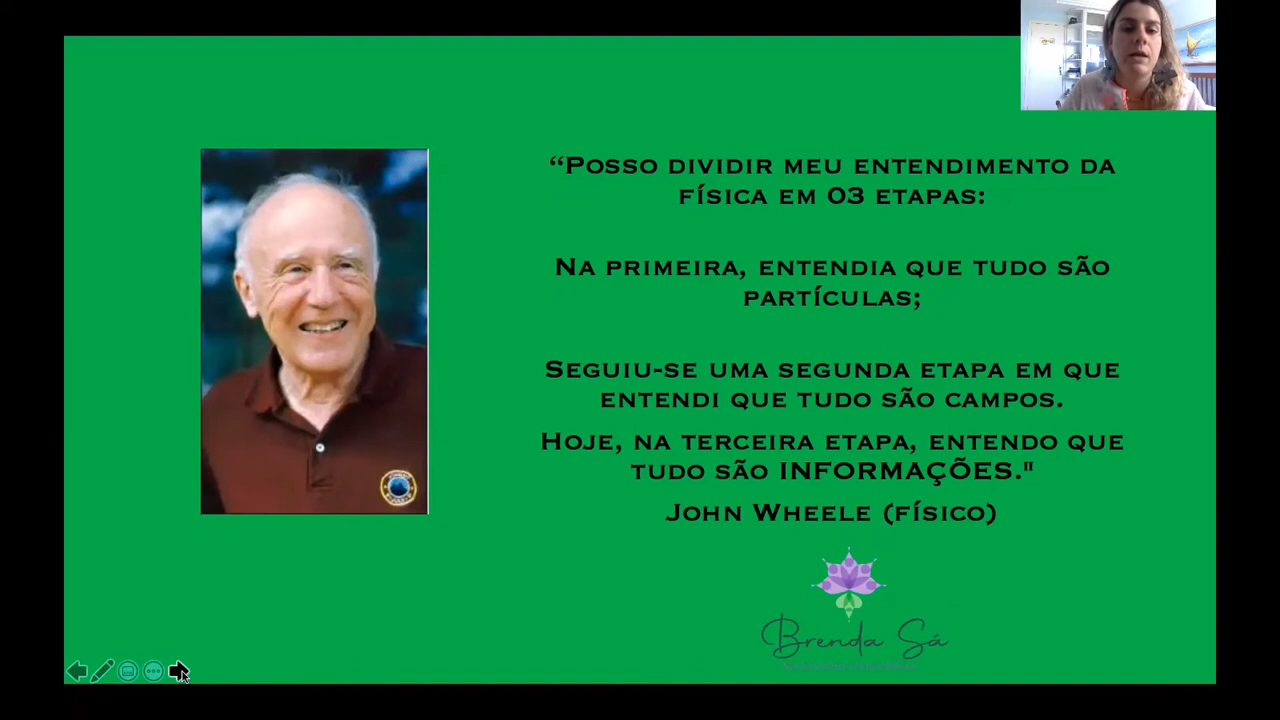 “Posso dividir meu entendimento da
física em 03 etapas:
Na primeira, entendia que tudo são
partículas;
Seguiu-se uma segunda etapa em que
entendi que tudo são campos.
Hoje, na terceira etapa, entendo que
tudo são INFORMAÇÕES."
John Wheele (físico)
Brenda Sá